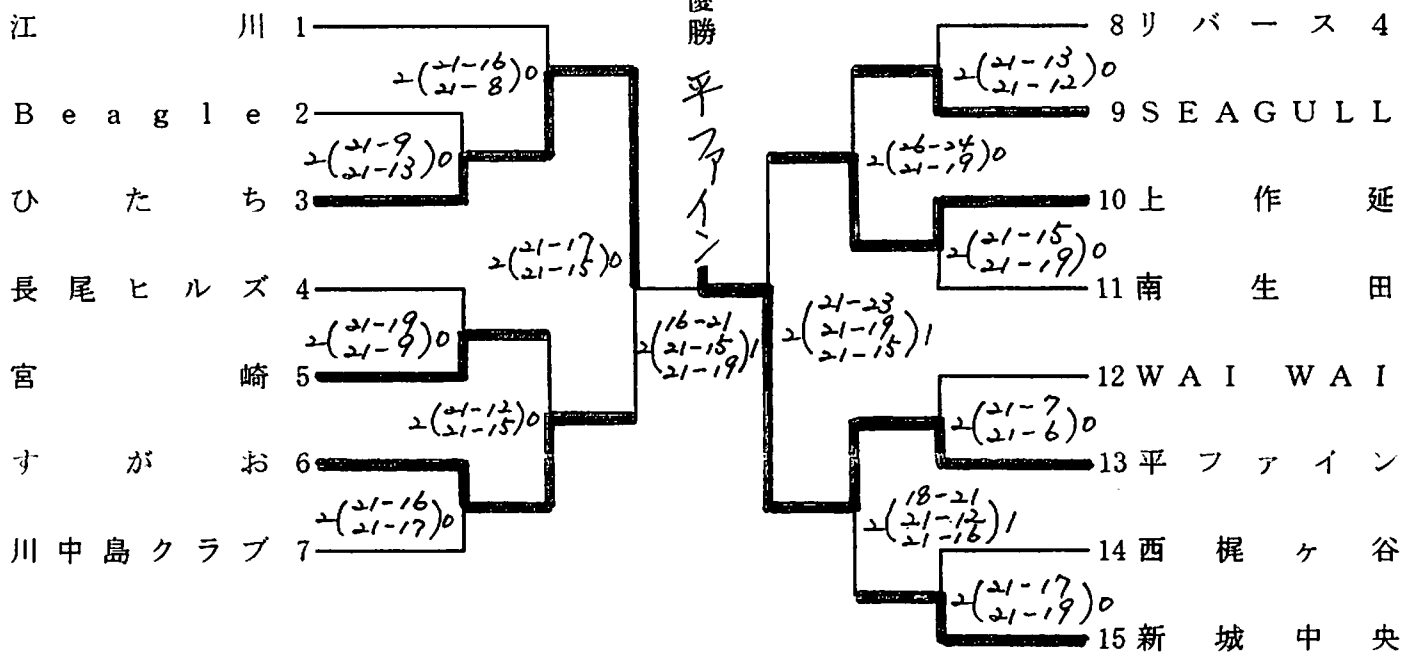 優勝
平ファイン
江川 1
2(21-16
21-8)0
Beagle 2
2(21-9
21-13)0
ひたち 3
2(21-17
21-15)0
長尾ヒルズ 4
2(21-19
21-9)0
宮崎 5
2(21-12
21-15)0
すがお 6
2(21-16
21-17)0
川中島クラブ 7
2(16-21
21-15
21-19)1
8 リバース4
2(21-13
21-12)0
9 SEAGULL
2(26-24
21-19)0
10 上作延
2(21-15
21-19)0
11 南生田
2(21-23
21-19
21-15)1
12 WAI WAI
2(21-7
21-6)0
13 平ファイン
2(18-21
21-12
21-16)1
14 西梶ヶ谷
2(21-17
21-19)0
15 新城中央